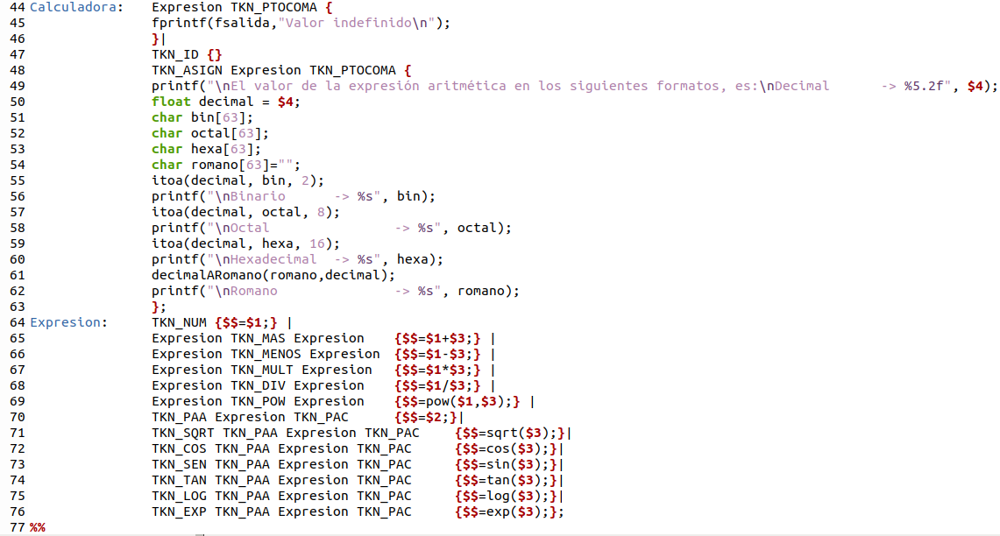 44 Calculadora: Expresion TKN_PTOCOMA {
45 fprintf(fsalida,"Valor indefinido\n");
46 }|
47 TKN_ID {}
48 TKN_ASIGN Expresion TKN_PTOCOMA {
49 printf("\nEl valor de la expresión aritmética en los siguientes formatos, es:\nDecimal -> %5.2f", $4);
50 float decimal = $4;
51 char bin[63];
52 char octal[63];
53 char hexa[63];
54 char romano[63]="";
55 itoa(decimal, bin, 2);
56 printf("\nBinario -> %s", bin);
57 itoa(decimal, octal, 8);
58 printf("\nOctal -> %s", octal);
59 itoa(decimal, hexa, 16);
60 printf("\nHexadecimal -> %s", hexa);
61 decimalARomano(romano,decimal);
62 printf("\nRomano -> %s", romano);
63 };
64 Expresion: TKN_NUM {$$=$1;} |
65 Expresion TKN_MAS Expresion {$$=$1+$3;} |
66 Expresion TKN_MENOS Expresion {$$=$1-$3;} |
67 Expresion TKN_MULT Expresion {$$=$1*$3;} |
68 Expresion TKN_DIV Expresion {$$=$1/$3;} |
69 Expresion TKN_POW Expresion {$$=pow($1,$3);} |
70 TKN_PAA Expresion TKN_PAC {$$=$2;}|
71 TKN_SQRT TKN_PAA Expresion TKN_PAC {$$=sqrt($3);}|
72 TKN_COS TKN_PAA Expresion TKN_PAC {$$=cos($3);}|
73 TKN_SEN TKN_PAA Expresion TKN_PAC {$$=sin($3);}|
74 TKN_TAN TKN_PAA Expresion TKN_PAC {$$=tan($3);}|
75 TKN_LOG TKN_PAA Expresion TKN_PAC {$$=log($3);}|
76 TKN_EXP TKN_PAA Expresion TKN_PAC {$$=exp($3);};
77 %%